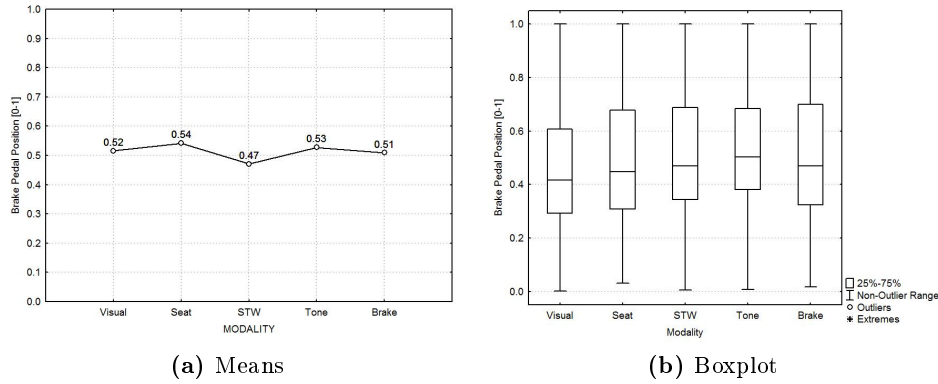 1.0
0.9
0.8
0.7
0.6
0.5
0.4
0.3
0.2
0.1
0.0
Brake Pedal Position [0-1]
0.52
0.54
0.47
0.53
0.51
Visual Seat STW Tone Brake
MODALITY
(a) Means
1.0
0.8
0.6
0.4
0.2
0.0
Brake Pedal Position [0-1]
Visual Seat STW Tone Brake
Modality
25%-75%
Non-Outlier Range
Outliers
Extremes
(b) Boxplot